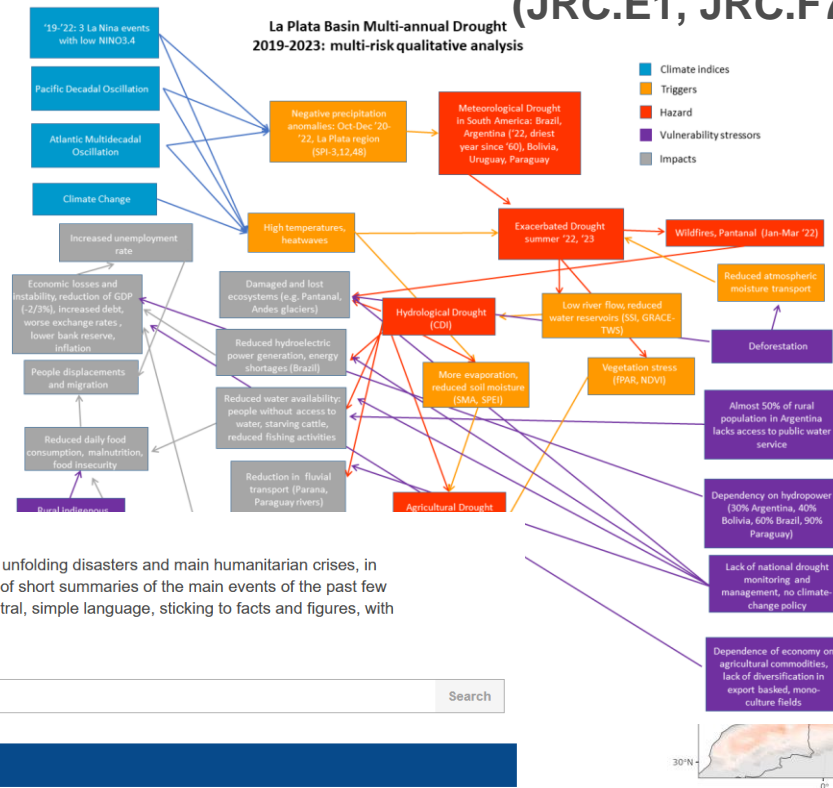 (JRC.E1, JRC.F7
La Plata Basin Multi-annual Drought
2019-2023: multi-risk qualitative analysis
'19-'22: 3 La Nina events
with low NINO3.4
Pacific Decadal Oscillation
Atlantic Multidecadal
Oscillation
Climate Change
Negative precipitation
anomalies: Oct-Dec '20-
'22, La Plata region
(SPI-3,12,48)
Meteorological Drought
in South America: Brazil,
Argentina ('22, driest
year since '60), Bolivia,
Uruguay, Paraguay
Climate indices
Triggers
Hazard
Vulnerability stressors
Impacts
Increased unemployment
rate
High temperatures,
heatwaves
Exacerbated Drought
summer '22, '23
Wildfires, Pantanal (Jan-Mar '22)
Economic losses and
instability, reduction of GDP
(-2/3%), increased debt,
worse exchange rates ,
lower bank reserve,
inflation
Damaged and lost
ecosystems (e.g. Pantanal,
Andes glaciers)
Hydrological Drought
(CDI)
Low river flow, reduced
water reservoirs (SSI, GRACE-
TWS)
Reduced atmospheric
moisture transport
Deforestation
Reduced hydroelectric
power generation, energy
shortages (Brazil)
People displacements
and migration
More evaporation,
reduced soil moisture
(SMA, SPEI)
Vegetation stress
(fPAR, NDVI)
Reduced water availability:
people without access to
water, starving cattle,
reduced fishing activities
Almost 50% of rural
population in Argentina
lacks access to public water
service
Reduced daily food
consumption, malnutrition,
food insecurity
Reduction in fluvial
transport (Parana,
Paraguay rivers)
Agricultural Drought
Rural indigenous
Dependency on hydropower
(30% Argentina, 40%
Bolivia, 60% Brazil, 90%
Paraguay)
Lack of national drought
monitoring and
management, no climate-
change policy
Dependence of economy on
agricultural commodities,
lack of diversification in
export basked, mono-
culture fields
unfolding disasters and main humanitarian crises, in
of short summaries of the main events of the past few
tral, simple language, sticking to facts and figures, with
Search
30°N
0°